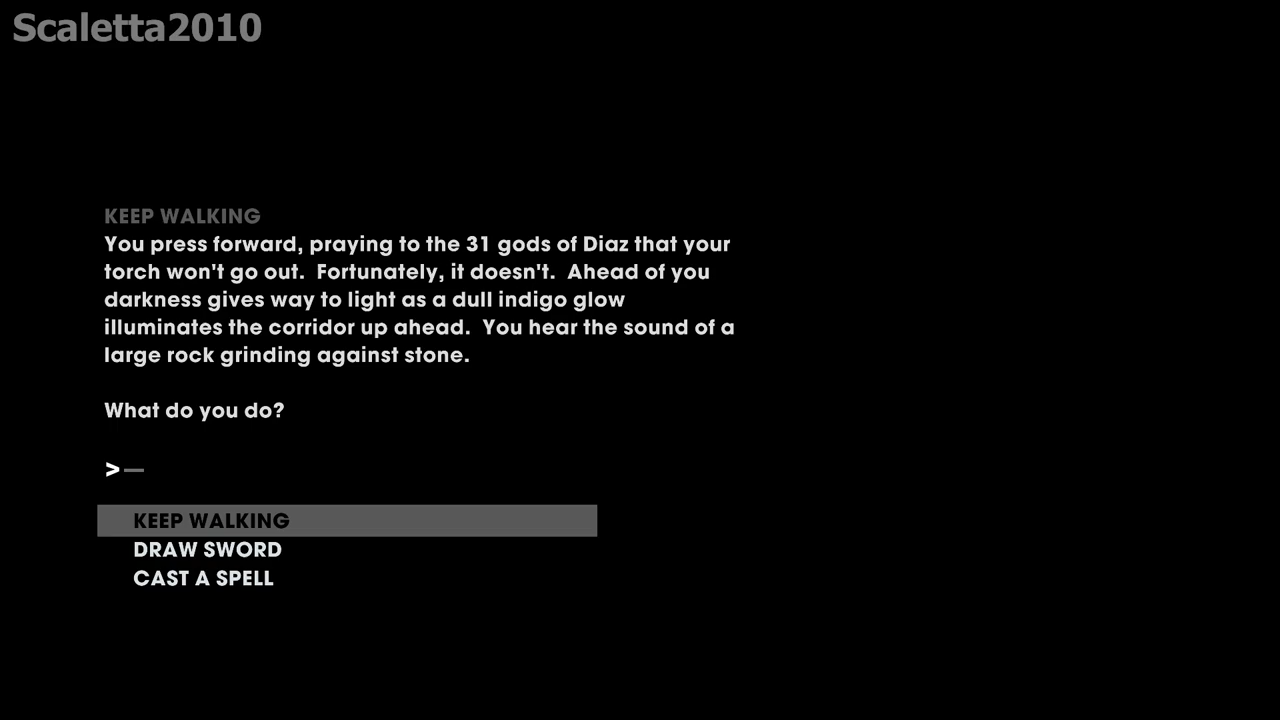 Scaletta2010
KEEP WALKING
You press forward, praying to the 31 gods of Diaz that your
torch won't go out.  Fortunately, it doesn't.  Ahead of you
darkness gives way to light as a dull indigo glow
illuminates the corridor up ahead.  You hear the sound of a
large rock grinding against stone.
What do you do?
>—
KEEP WALKING
DRAW SWORD
CAST A SPELL